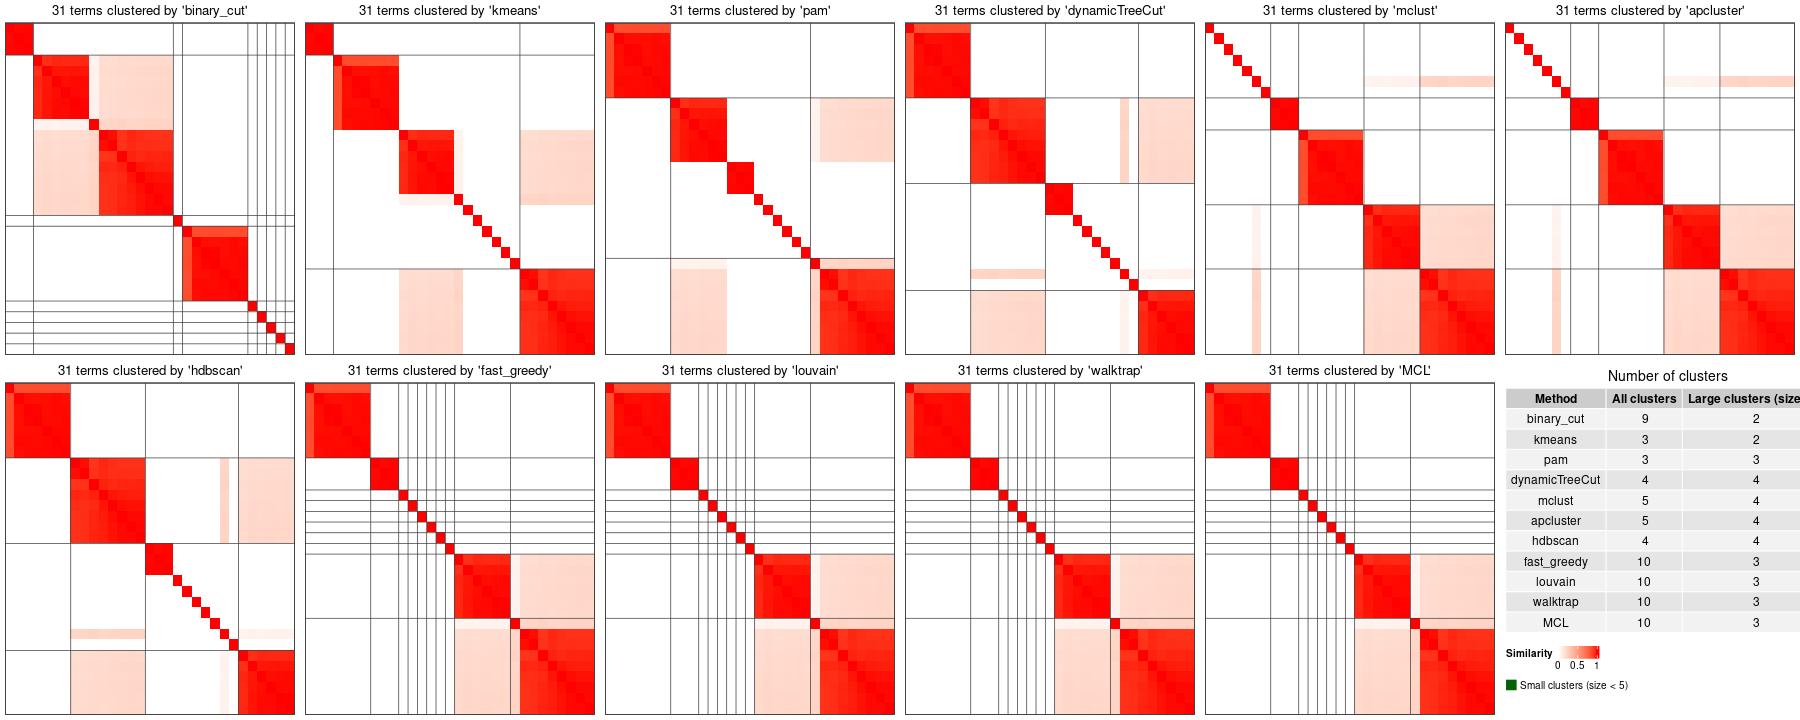 31 terms clustered by 'binary_cut'
31 terms clustered by 'kmeans'
31 terms clustered by 'pam'
31 terms clustered by 'dynamicTreeCut'
31 terms clustered by 'mclust'
31 terms clustered by 'apcluster'
31 terms clustered by 'hdbscan'
31 terms clustered by 'fast_greedy'
31 terms clustered by 'louvain'
31 terms clustered by 'walktrap'
31 terms clustered by 'MCL'
Number of clusters
Method All clusters Large clusters (size
binary_cut 9 2
kmeans 3 2
pam 3 3
dynamicTreeCut 4 4
mclust 5 4
apcluster 5 4
hdbscan 4 4
fast_greedy 10 3
louvain 10 3
walktrap 10 3
MCL 10 3
Similarity
0 0.5 1
Small clusters (size < 5)